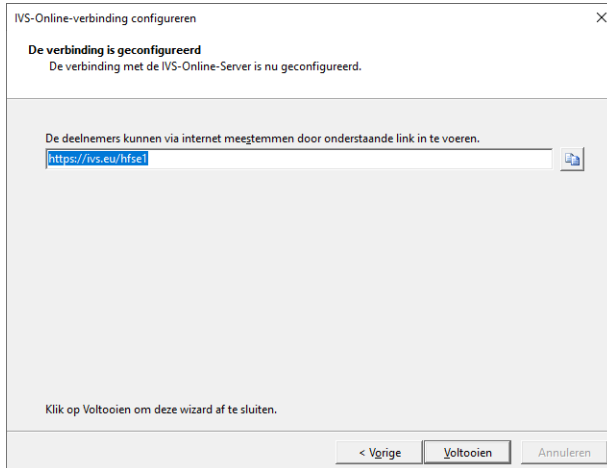 IVS-Online-verbinding configureren
De verbinding is geconfigureerd
De verbinding met de IVS-Online-Server is nu geconfigureerd.
De deelnemers kunnen via internet meestemmen door onderstaande link in te voeren.
https://ivs.eu/hfse1
Klik op Voltooien om deze wizard af te sluiten.
< Vorige
Voltooien
Annuleren